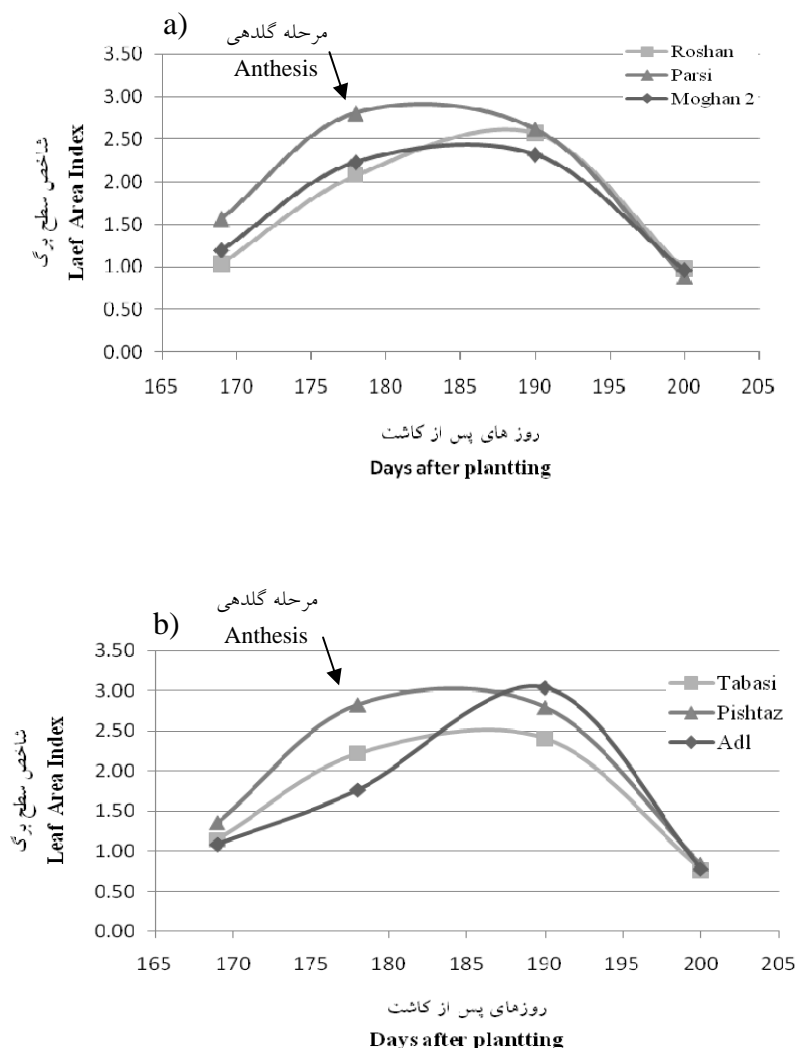 a)
مرحله گلدهی
Anthesis
Roshan
Parsi
Moghan 2
3.50
3.00
2.50
2.00
1.50
1.00
0.50
0.00
شاخص سطح برگ
Laef Area Index
165 170 175 180 185 190 195 200 205
روز های پس از کاشت
Days after plantting
b)
مرحله گلدهی
Anthesis
Tabasi
Pishtaz
Adl
3.50
3.00
2.50
2.00
1.50
1.00
0.50
0.00
شاخص سطح برگ
Leaf Area Index
165 170 175 180 185 190 195 200 205
روزهای پس از کاشت
Days after plantting